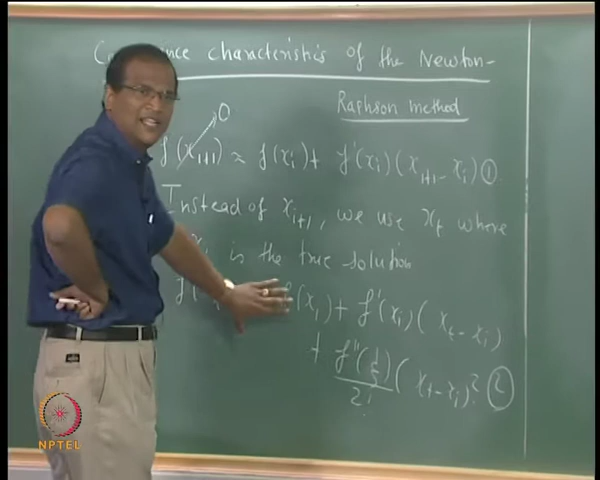 characteristics of the Newton-
Raphson method
0
f(x_{i+1}) ≈ f(x_i) + f'(x_i)(x_{i+1} - x_i) ①
Instead of x_{i+1}, we use x_t where
is the true solution
f( (x_i) + f'(x_i)( x_t - x_i)
+ f''(ξ)/2! (x_t - x_i)² ②
NPTEL